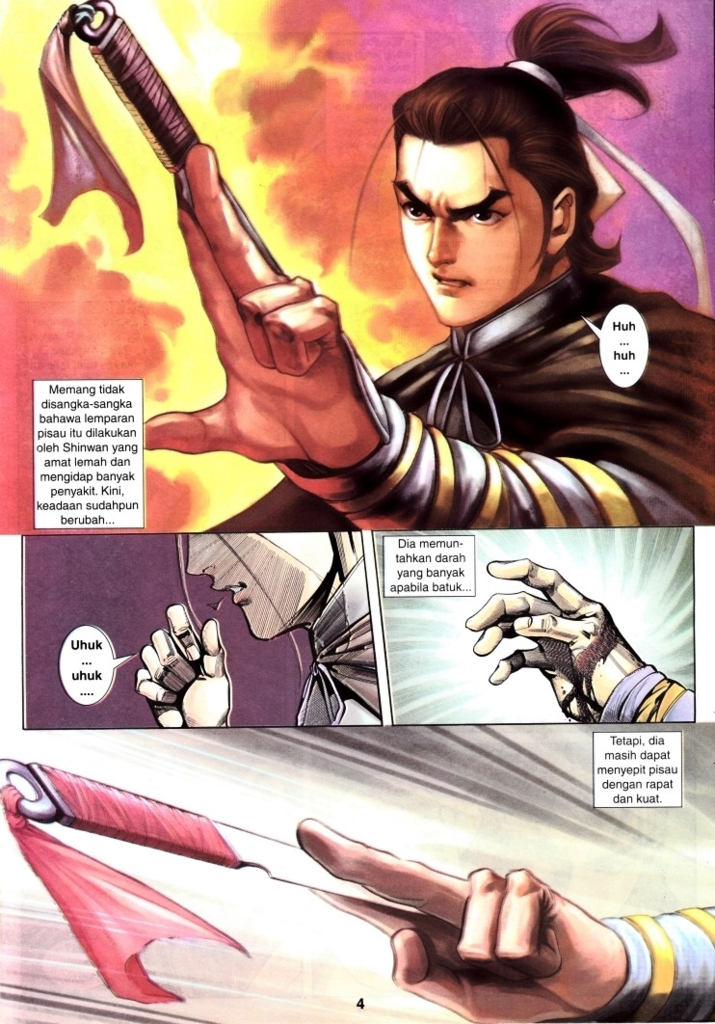 Huh
...
huh
...
Memang tidak
disangka-sangka
bahawa lemparan
pisau itu dilakukan
oleh Shinwan yang
amat lemah dan
mengidap banyak
penyakit. Kini,
keadaan sudahpun
berubah...
Uhuk
...
uhuk
....
Dia memun-
tahkan darah
yang banyak
apabila batuk...
Tetapi, dia
masih dapat
menyepit pisau
dengan rapat
dan kuat.
4